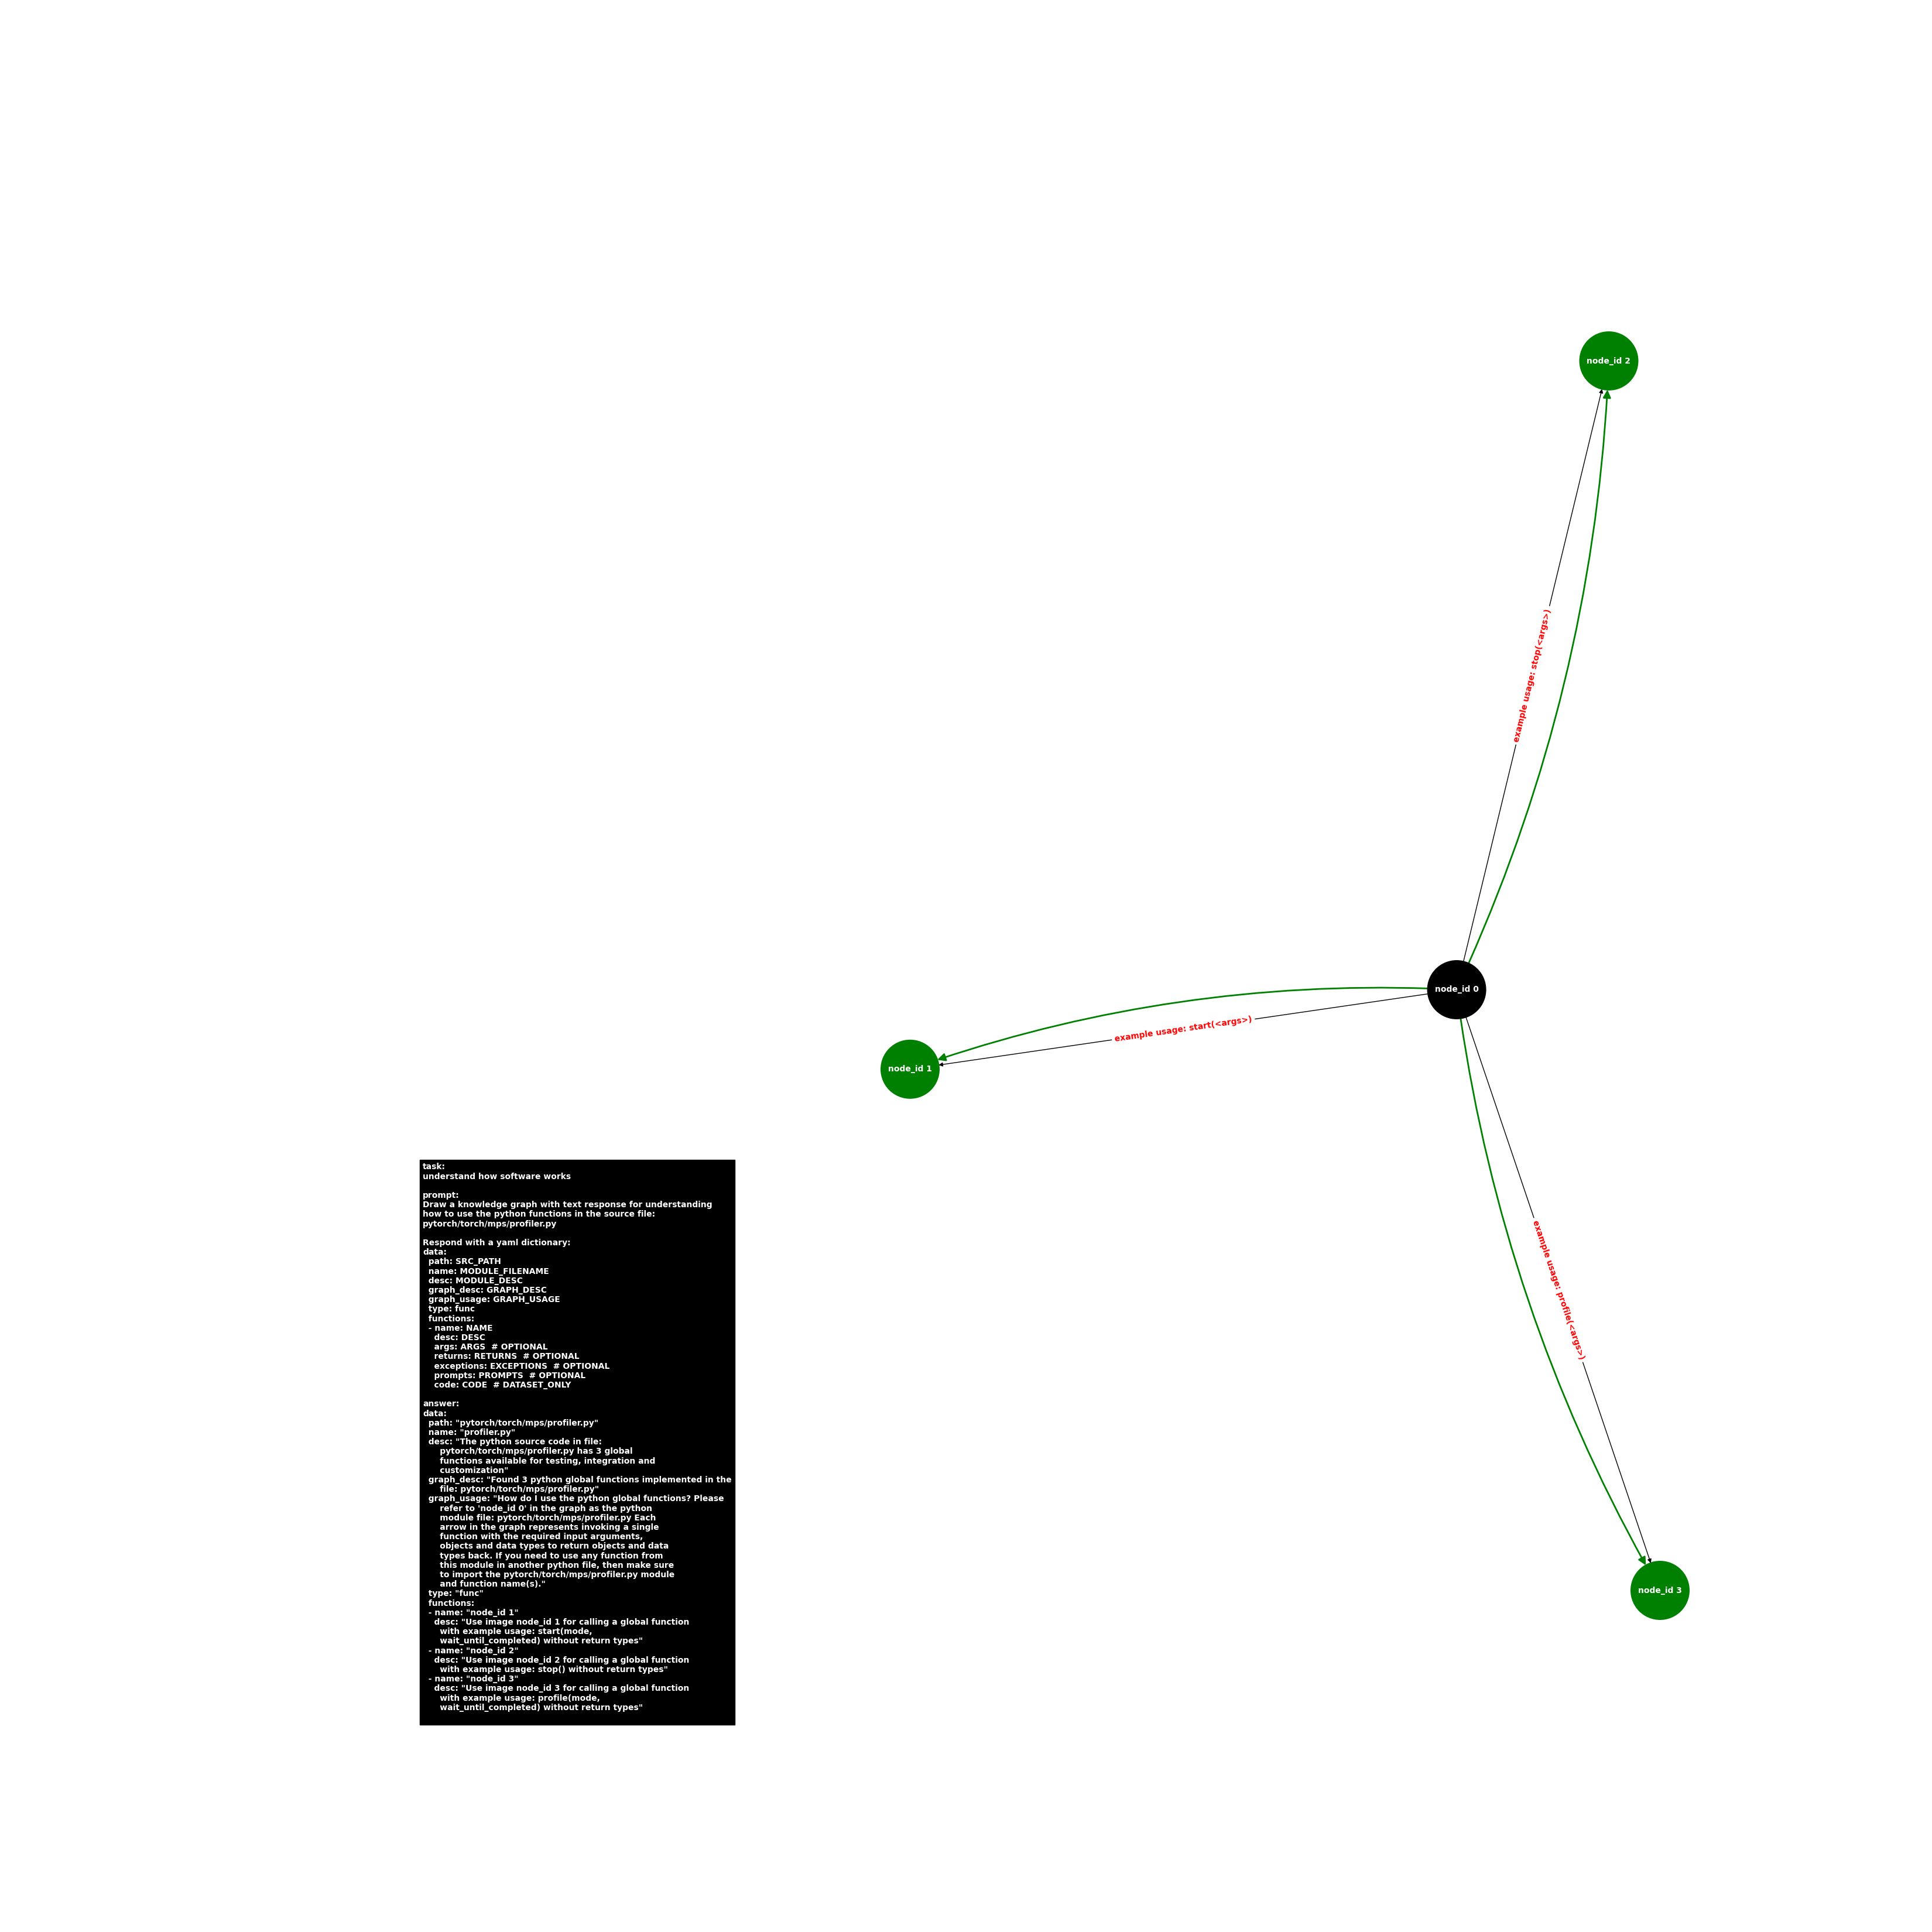 node_id 2
example usage: stop(<args>)
node_id 0
example usage: start(<args>)
node_id 1
example usage: profile(<args>)
node_id 3
task:
understand how software works

prompt:
Draw a knowledge graph with text response for understanding
how to use the python functions in the source file:
pytorch/torch/mps/profiler.py

Respond with a yaml dictionary:
data:
  path: SRC_PATH
  name: MODULE_FILENAME
  desc: MODULE_DESC
  graph_desc: GRAPH_DESC
  graph_usage: GRAPH_USAGE
  type: func
  functions:
  - name: NAME
    desc: DESC
    args: ARGS  # OPTIONAL
    returns: RETURNS  # OPTIONAL
    exceptions: EXCEPTIONS  # OPTIONAL
    prompts: PROMPTS  # OPTIONAL
    code: CODE  # DATASET_ONLY

answer:
data:
  path: "pytorch/torch/mps/profiler.py"
  name: "profiler.py"
  desc: "The python source code in file:
      pytorch/torch/mps/profiler.py has 3 global
      functions available for testing, integration and
      customization"
  graph_desc: "Found 3 python global functions implemented in the
      file: pytorch/torch/mps/profiler.py"
  graph_usage: "How do I use the python global functions? Please
      refer to 'node_id 0' in the graph as the python
      module file: pytorch/torch/mps/profiler.py Each
      arrow in the graph represents invoking a single
      function with the required input arguments,
      objects and data types to return objects and data
      types back. If you need to use any function from
      this module in another python file, then make sure
      to import the pytorch/torch/mps/profiler.py module
      and function name(s)."
  type: "func"
  functions:
  - name: "node_id 1"
    desc: "Use image node_id 1 for calling a global function
      with example usage: start(mode,
      wait_until_completed) without return types"
  - name: "node_id 2"
    desc: "Use image node_id 2 for calling a global function
      with example usage: stop() without return types"
  - name: "node_id 3"
    desc: "Use image node_id 3 for calling a global function
      with example usage: profile(mode,
      wait_until_completed) without return types"